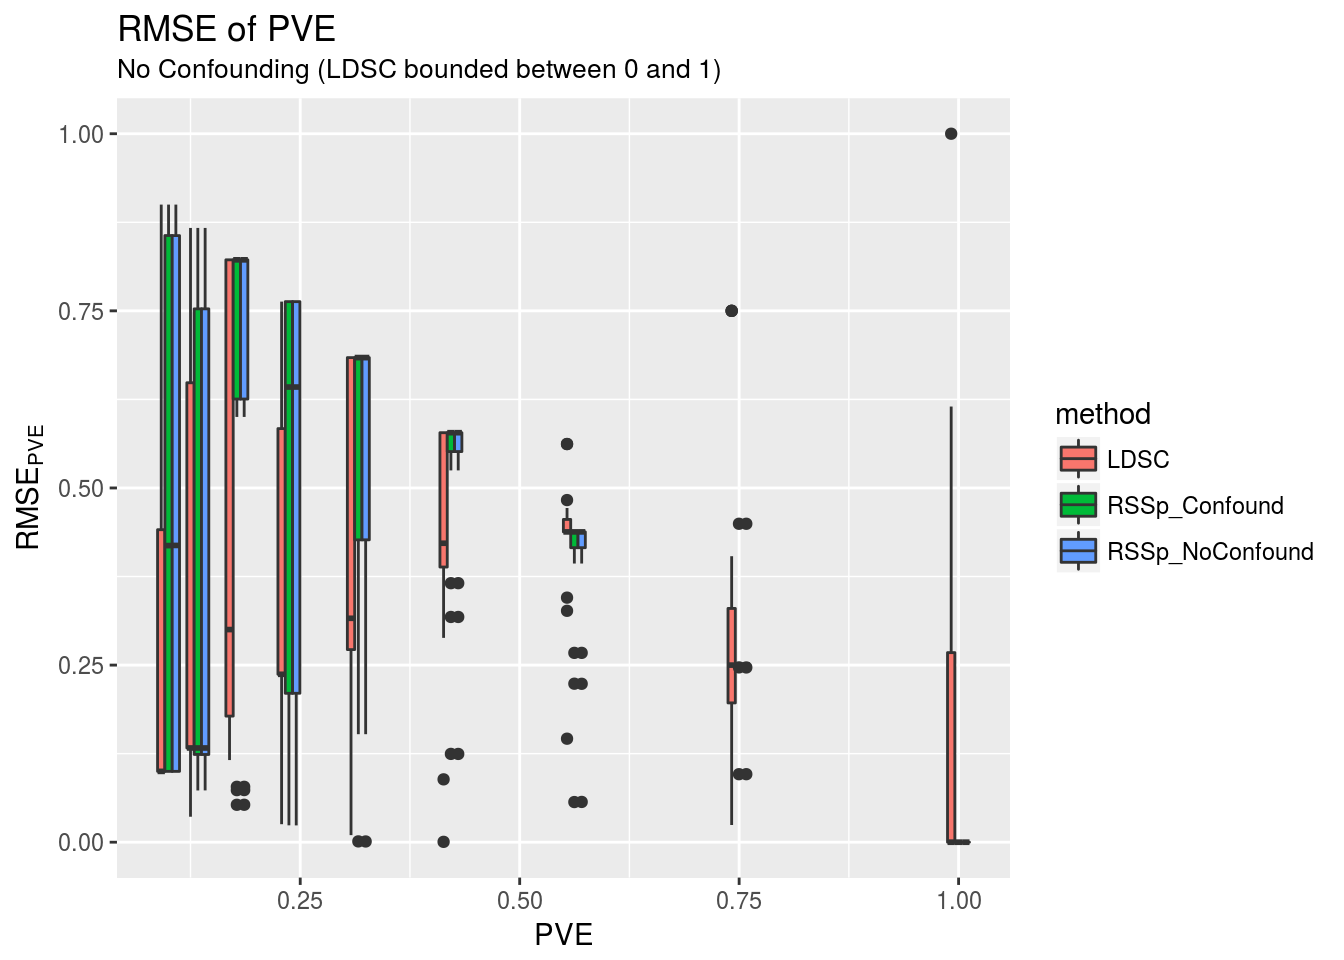 RMSE of PVE
No Confounding (LDSC bounded between 0 and 1)
1.00
0.75
0.50
0.25
0.00
RMSE_PVE
0.25 0.50 0.75 1.00
PVE
method
LDSC
RSSp_Confound
RSSp_NoConfound